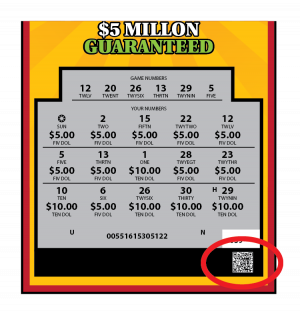 $5 MILLON
GUARANTEED
GAME NUMBERS
12 20 26 13 29 5
TWLV TWENT TWYSIX THRTN TWYNIN FIVE
YOUR NUMBERS
2 15 22 12
SUN TWO FIFTN TWYTWO TWLV
$5.00 $5.00 $5.00 $5.00 $5.00
FIV DOL FIV DOL FIV DOL FIV DOL FIV DOL
5 13 1 28 23
FIVE THRTN ONE TWYEGT TWYTHR
$5.00 $5.00 $10.00 $5.00 $5.00
FIV DOL FIV DOL TEN DOL FIV DOL FIV DOL
10 6 26 30 H 29
TEN SIX TWYSIX THIRTY TWYNIN
$10.00 $5.00 $10.00 $10.00 $10.00
TEN DOL FIV DOL TEN DOL TEN DOL TEN DOL
U N
00551615305122